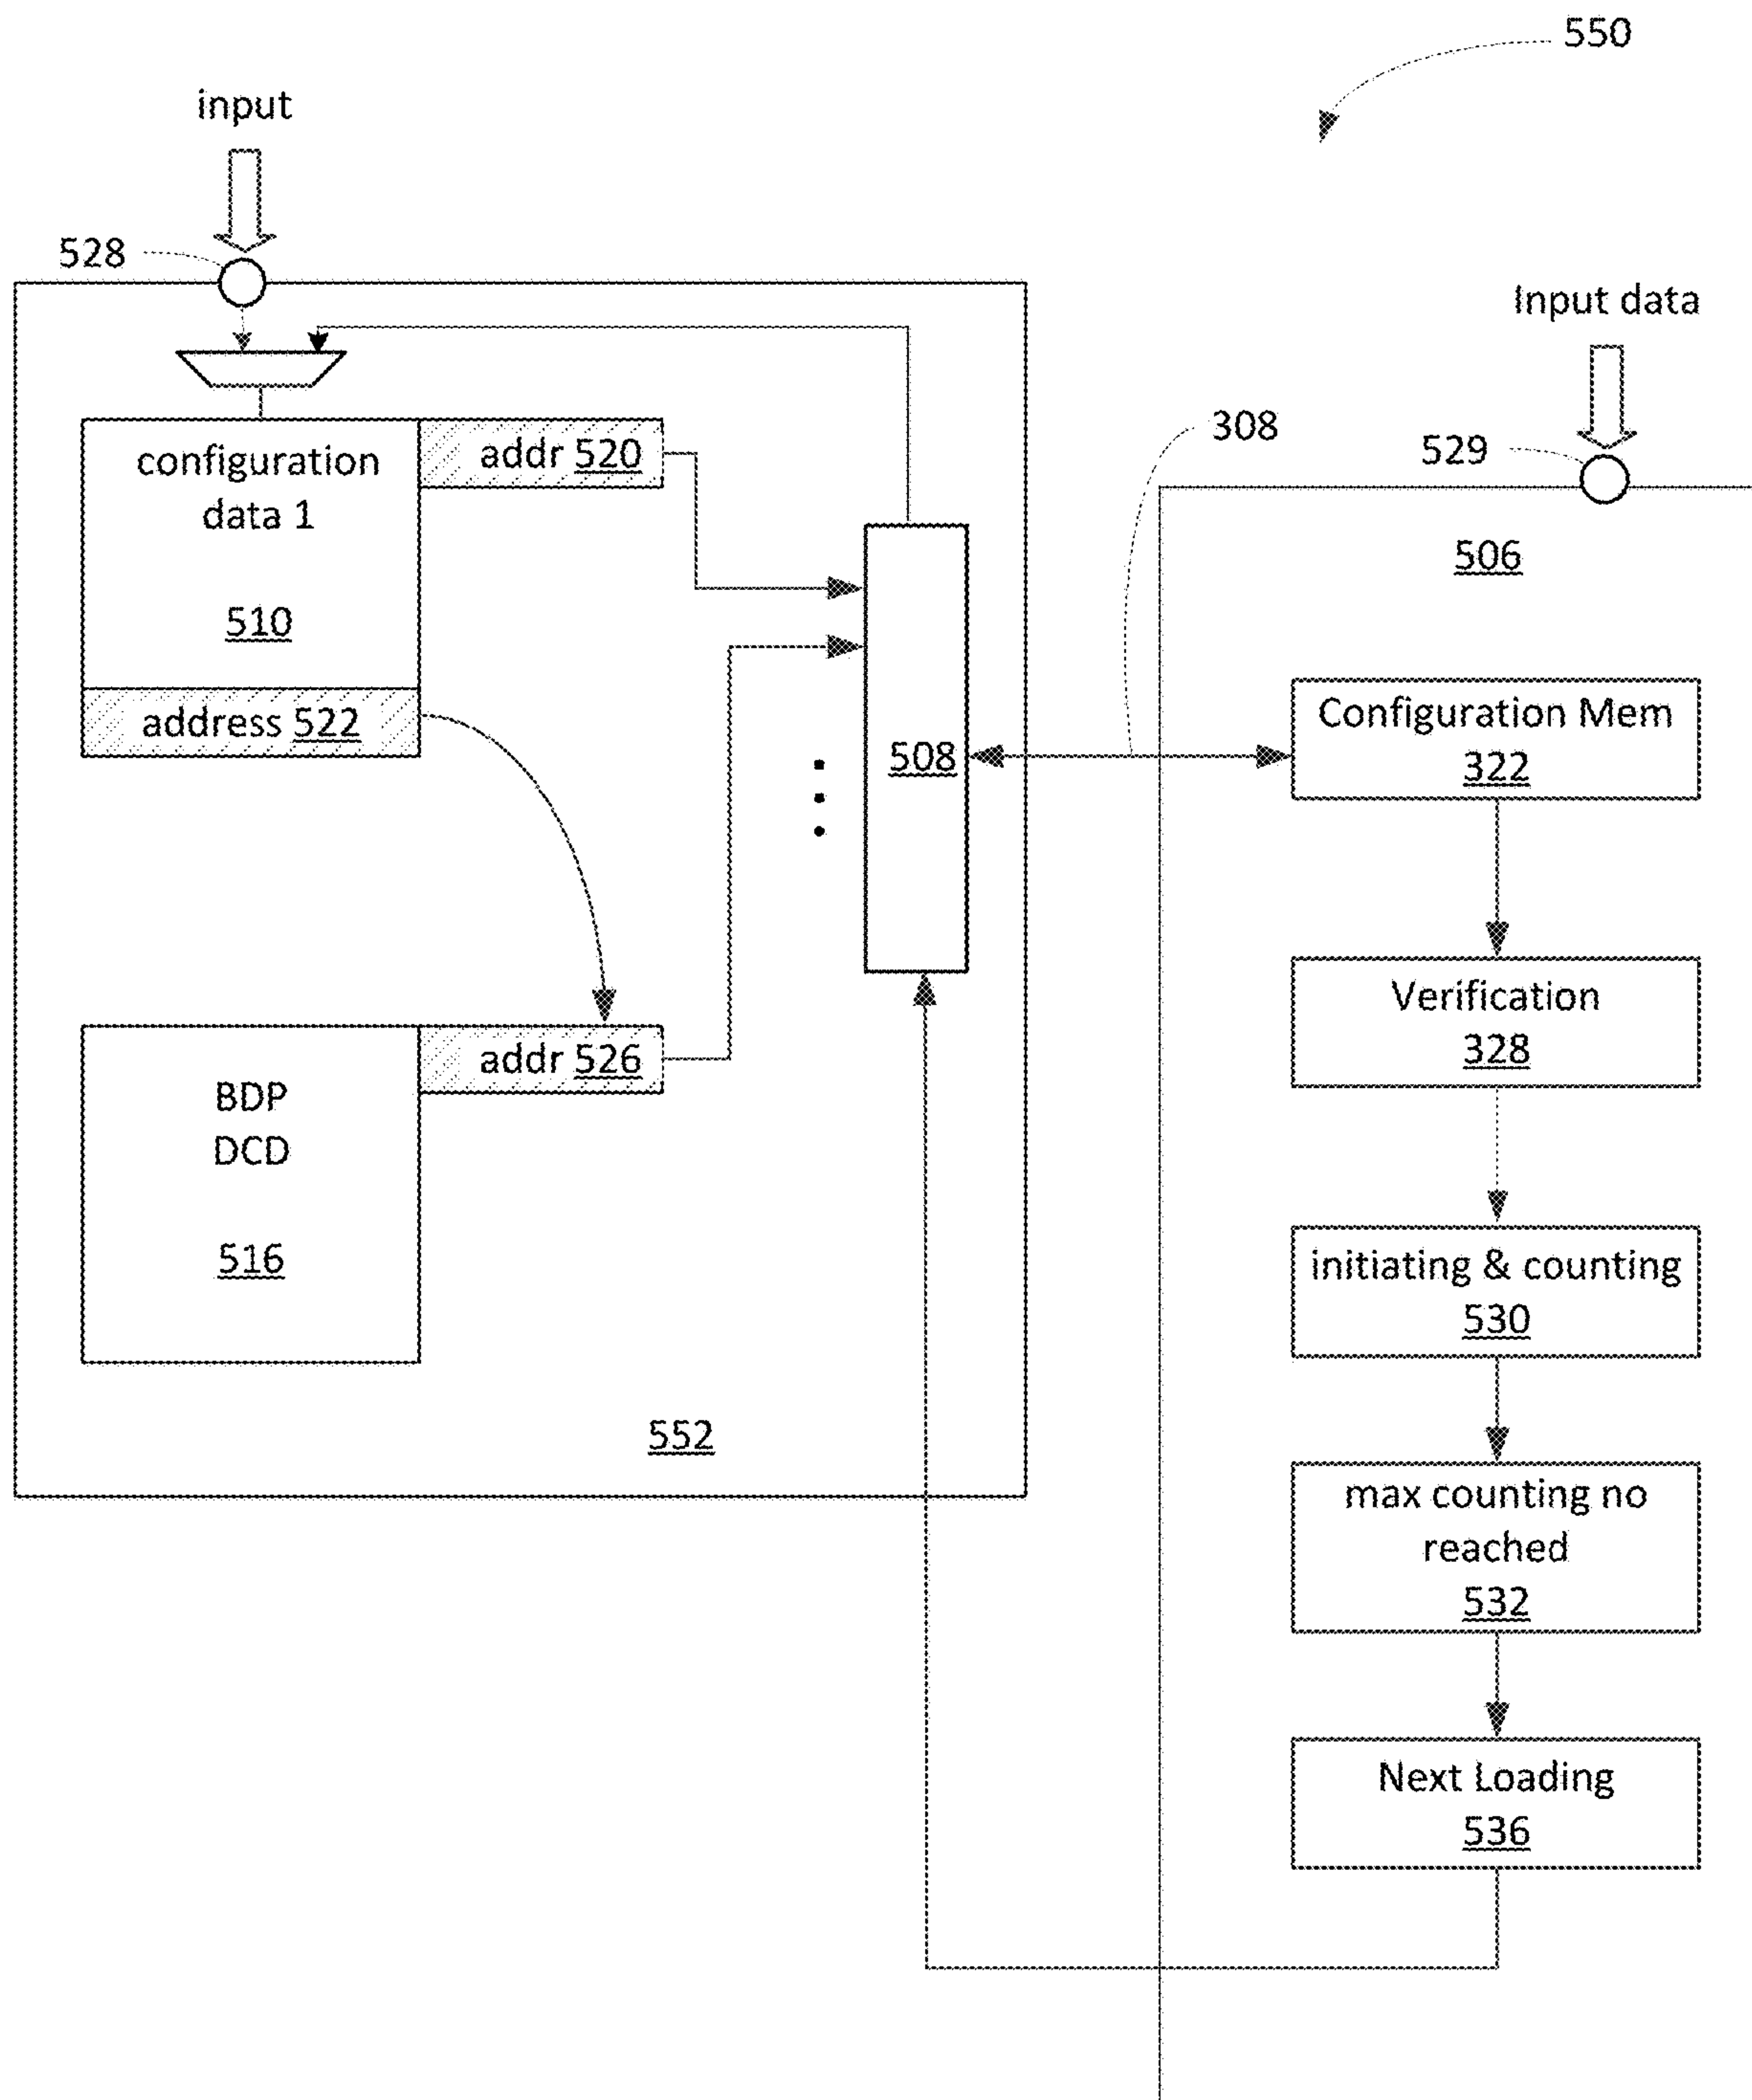 550
input
528
Input data
308
529
configuration
data 1
510
addr 520
506
address 522
508
Configuration Mem
322
Verification
328
BDP
DCD
516
addr 526
initiating & counting
530
552
max counting no
reached
532
Next Loading
536